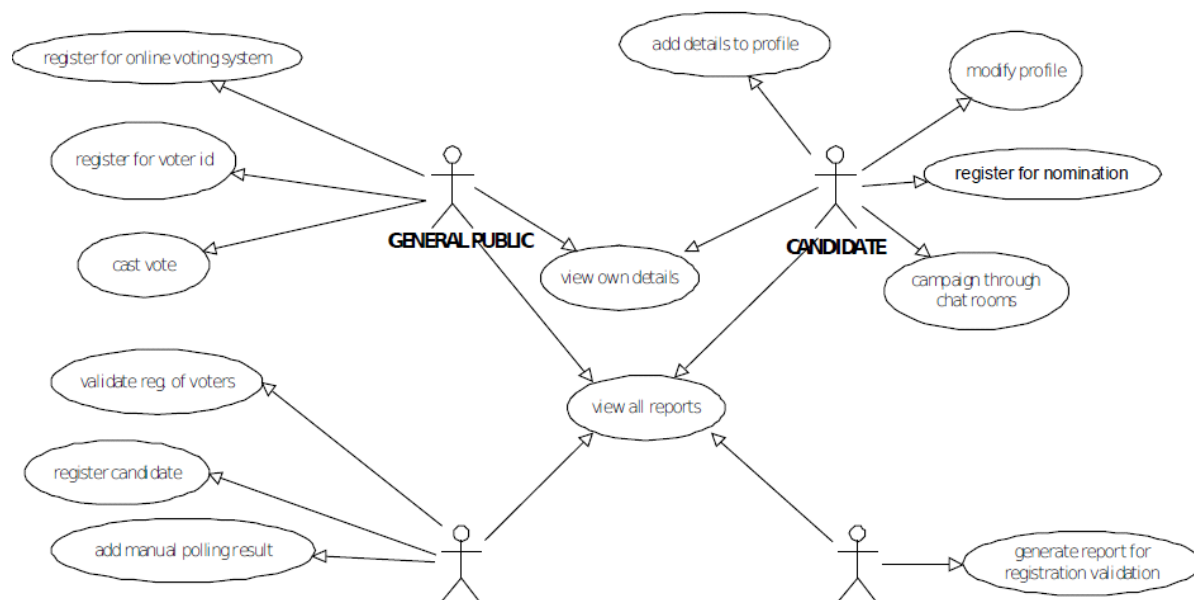 register for online voting system
add details to profile
modify profile
register for voter id
register for nomination
GENERAL PUBLIC
CANDIDATE
cast vote
view own details
campaign through
chat rooms
validate reg. of voters
view all reports
register candidate
add manual polling result
generate report for
registration validation